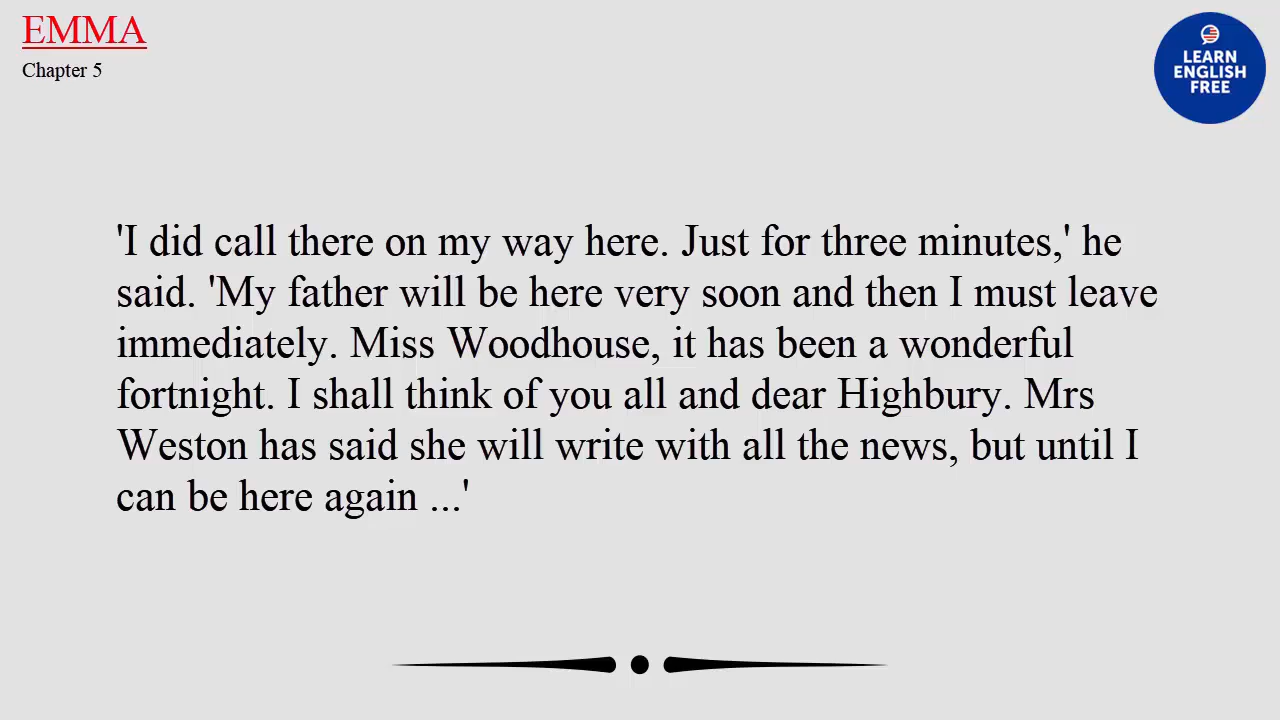 EMMA
Chapter 5
LEARN
ENGLISH
FREE
'I did call there on my way here. Just for three minutes,' he
said. 'My father will be here very soon and then I must leave
immediately. Miss Woodhouse, it has been a wonderful
fortnight. I shall think of you all and dear Highbury. Mrs
Weston has said she will write with all the news, but until I
can be here again ...'